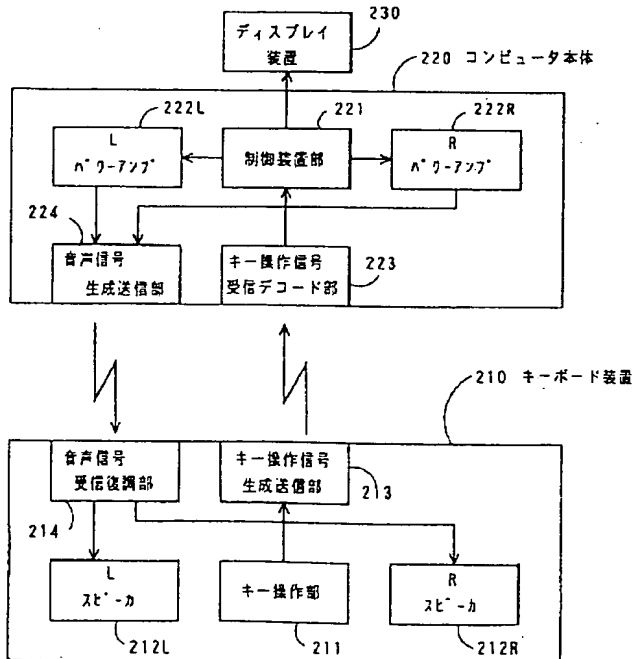 ディスプレイ
装置
230
220 コンピュータ本体
222L
221
222R
L
パワーアンプ
制御装置部
R
パワーアンプ
224
音声信号
生成送信部
キー操作信号
受信デコード部
223
210 キーボード装置
音声信号
受信復調部
キー操作信号
生成送信部
213
214
L
スピーカ
キー操作部
R
スピーカ
212L
211
212R